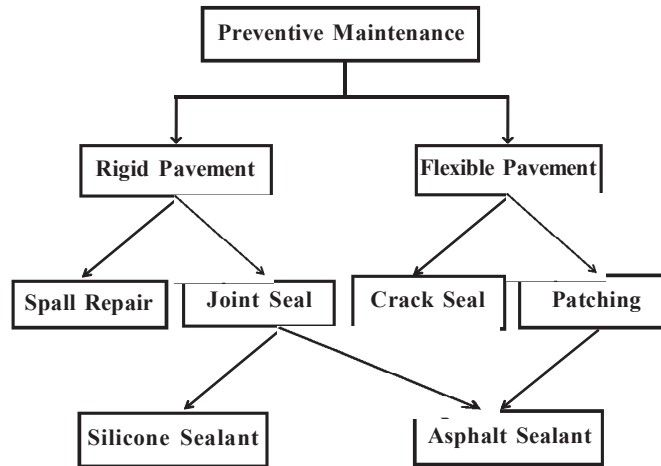 Preventive Maintenance
Rigid Pavement
Flexible Pavement
Spall Repair
Joint Seal
Crack Seal
Patching
Silicone Sealant
Asphalt Sealant